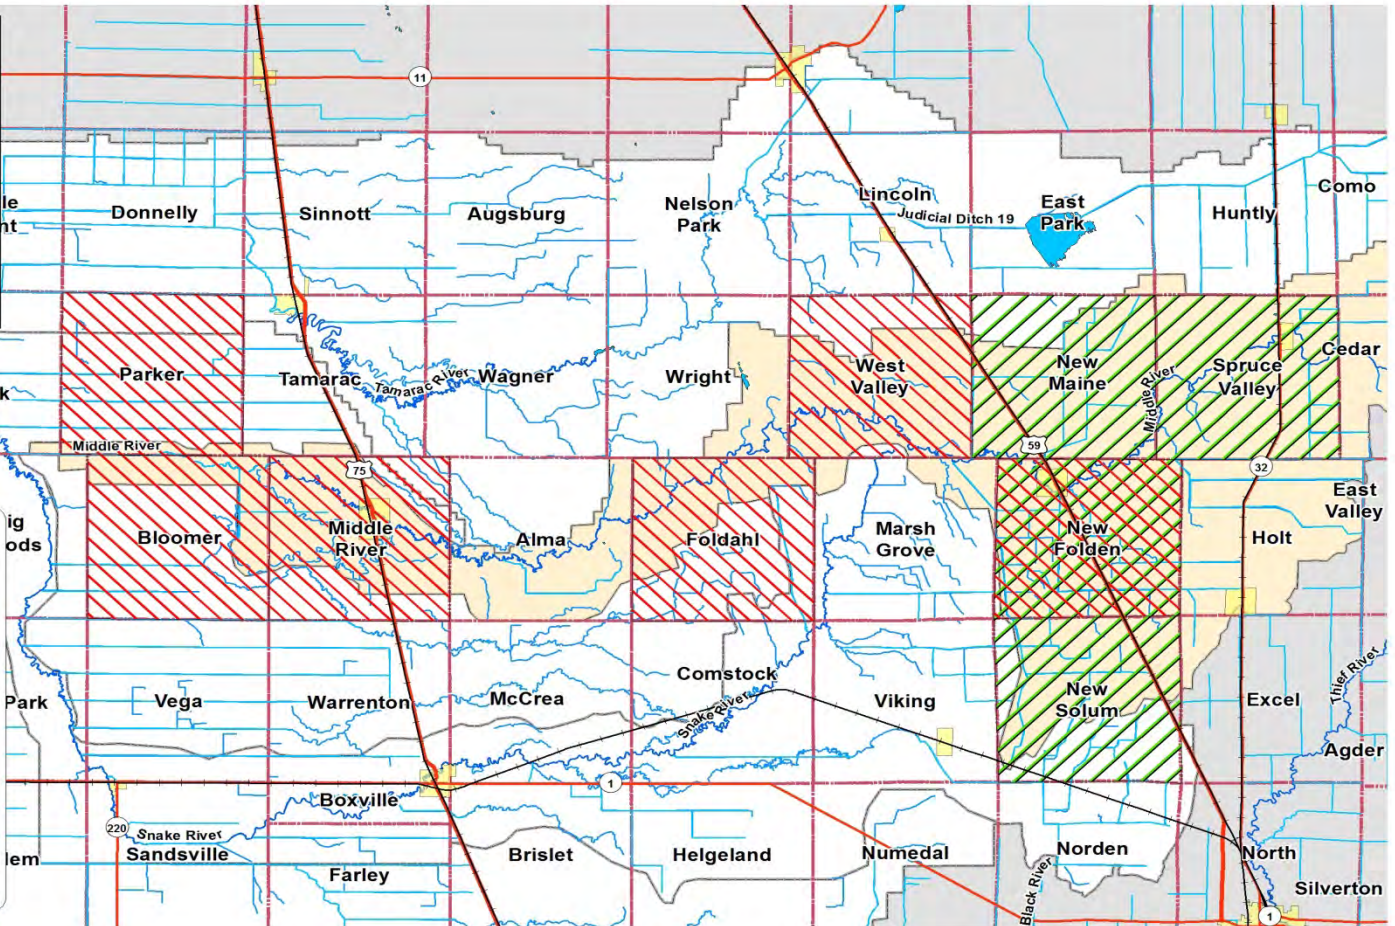 11
Donnelly
Sinnott
Augsburg
Nelson
Park
Lincoln
Judicial Ditch 19
East
Park
Huntly
Como
le
nt
Parker
Tamarac
Tamarac River
Wagner
Wright
West
Valley
New
Maine
Middle River
Spruce
Valley
Cedar
k
Middle River
75
59
32
ig
ods
Bloomer
Middle
River
Alma
Foldahl
Marsh
Grove
New
Folden
Holt
East
Valley
Park
Vega
Warrenton
McCrea
Comstock
Snake River
Viking
New
Solum
Excel
Thief River
Agder
1
Boxville
220
Snake River
Sandsville
lem
Farley
Brislet
Helgeland
Numedal
Norden
Black River
North
Silverton
1